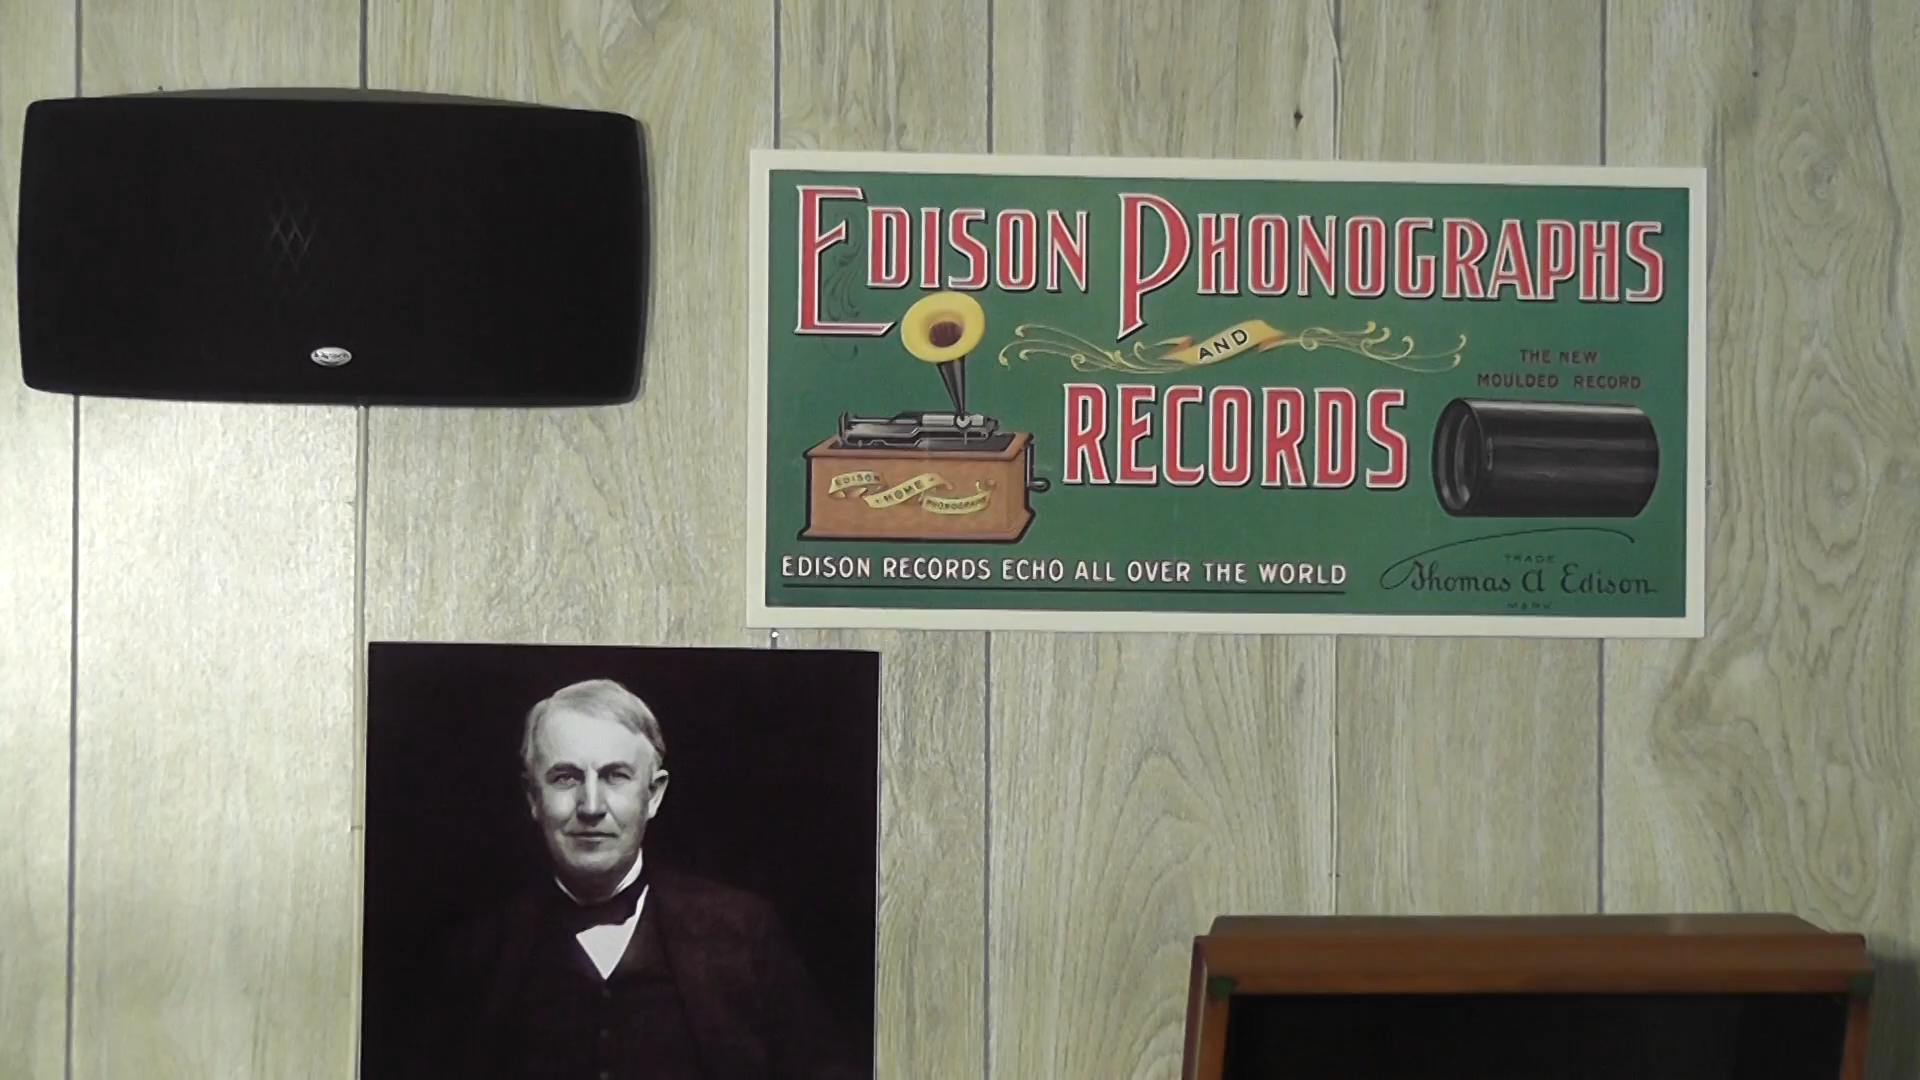 EDISON PHONOGRAPHS
AND
RECORDS
THE NEW
MOULDED RECORD
EDISON
HOME
PHONOGRAPH
EDISON RECORDS ECHO ALL OVER THE WORLD
TRADE
Thomas A Edison
MARK